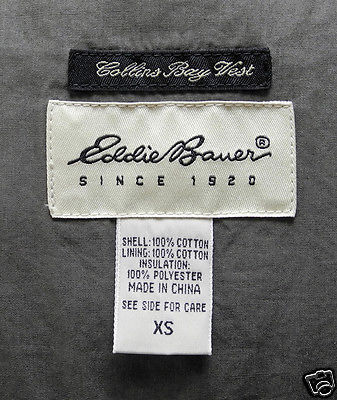 Collins Bay Vest
Eddie Bauer®
SINCE 1920
SHELL: 100% COTTON
LINING: 100% COTTON
INSULATION:
100% POLYESTER
MADE IN CHINA
SEE SIDE FOR CARE
XS